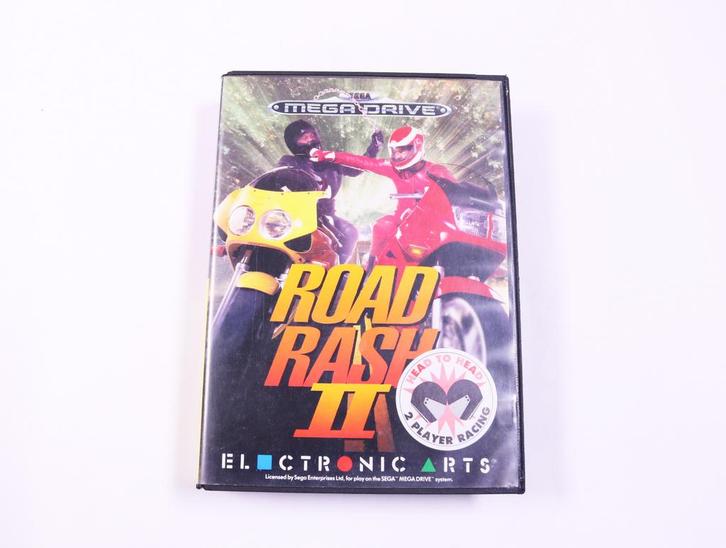 SEGA
MEGA DRIVE
ROAD
RASH
II
HEAD TO HEAD
2 PLAYER RACING
ELECTRONIC ARTS™
Licensed by Sega Enterprises Ltd, for play on the SEGA™ MEGA DRIVE™ system.